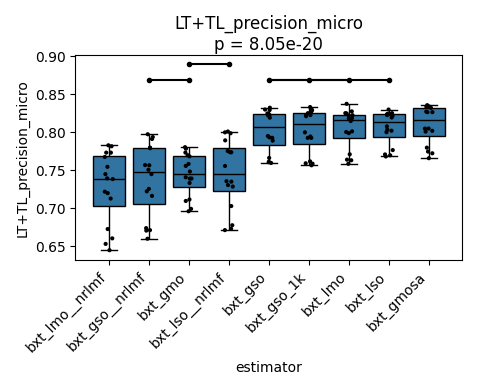 LT+TL_precision_micro
p = 8.05e-20
LT+TL_precision_micro
0.90
0.85
0.80
0.75
0.70
0.65
bxt_lmo__nrlmf
bxt_gso__nrlmf
bxt_gmo
bxt_lso__nrlmf
bxt_gso
bxt_gso_1k
bxt_lmo
bxt_lso
bxt_gmosa
estimator